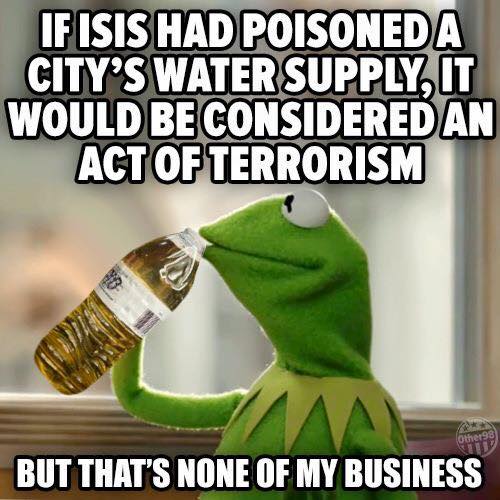 IF ISIS HAD POISONED A
CITY'S WATER SUPPLY, IT
WOULD BE CONSIDERED AN
ACT OF TERRORISM
Other98
BUT THAT'S NONE OF MY BUSINESS